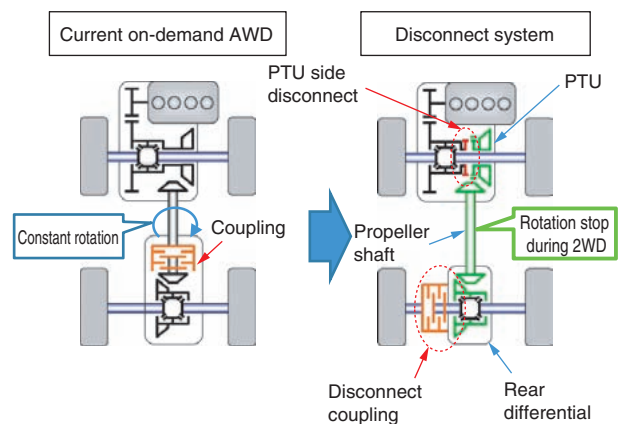 Current on-demand AWD
Constant rotation
Coupling
Disconnect system
PTU side
disconnect
PTU
Propeller
shaft
Rotation stop
during 2WD
Disconnect
coupling
Rear
differential